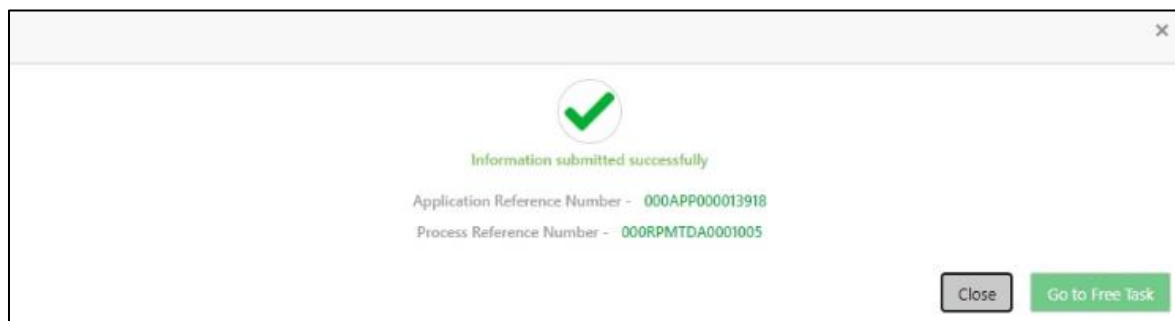 ×
Information submitted successfully
Application Reference Number - 000APP000013918
Process Reference Number - 000RPMTDA0001005
Close Go to Free Task